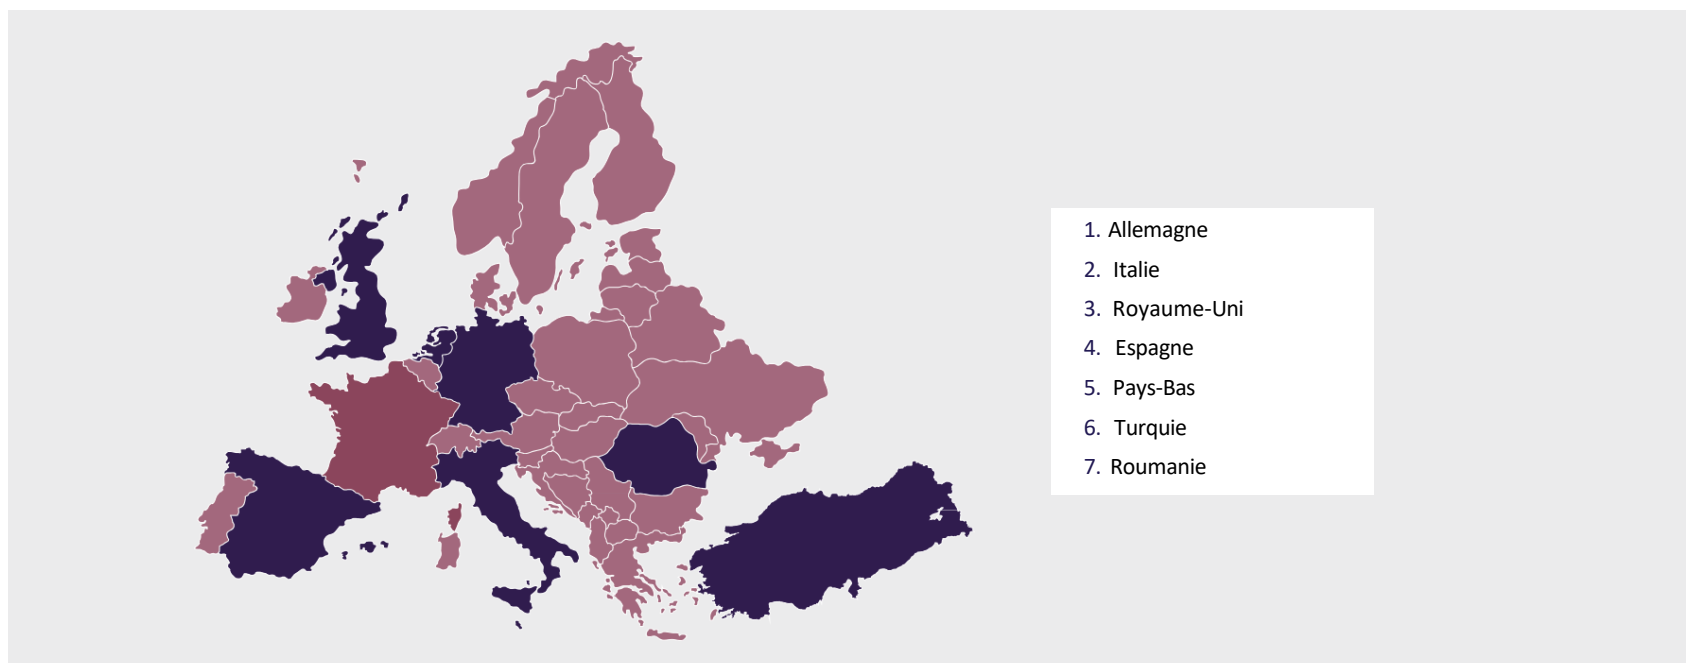 1. Allemagne
2. Italie
3. Royaume-Uni
4. Espagne
5. Pays-Bas
6. Turquie
7. Roumanie